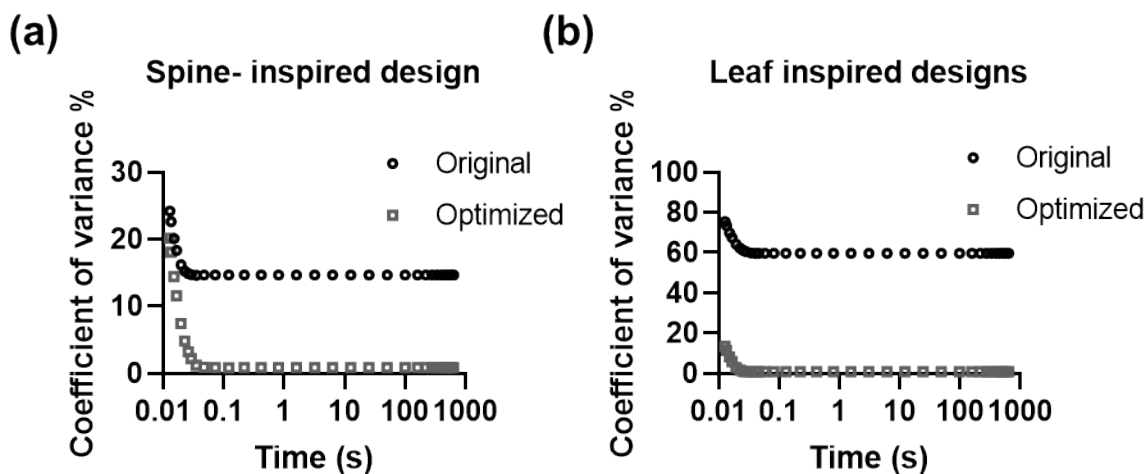 (a)
Spine- inspired design
Coefficient of variance %
30
20
10
0
0.01 0.1 1 10 100 1000
Time (s)
Original
Optimized
(b)
Leaf inspired designs
Coefficient of variance %
100
80
60
40
20
0
0.01 0.1 1 10 100 1000
Time (s)
Original
Optimized